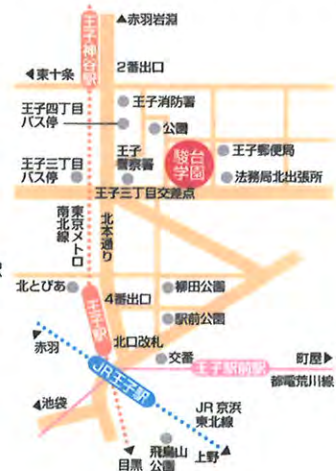 ▲赤羽岩淵
王子神谷駅
◀東十条
2番出口
王子四丁目
バス停
王子消防署
公園
駿台
学園
王子郵便局
王子
警察署
王子三丁目
バス停
法務局北出張所
王子三丁目交差点
東京メトロ
南北線
北本通り
北とぴあ
4番出口
柳田公園
王子駅
駅前公園
北口改札
赤羽
交番
王子駅前駅
町屋▶
都電荒川線
JR王子駅
池袋
JR京浜
東北線
飛鳥山
公園
目黒
上野